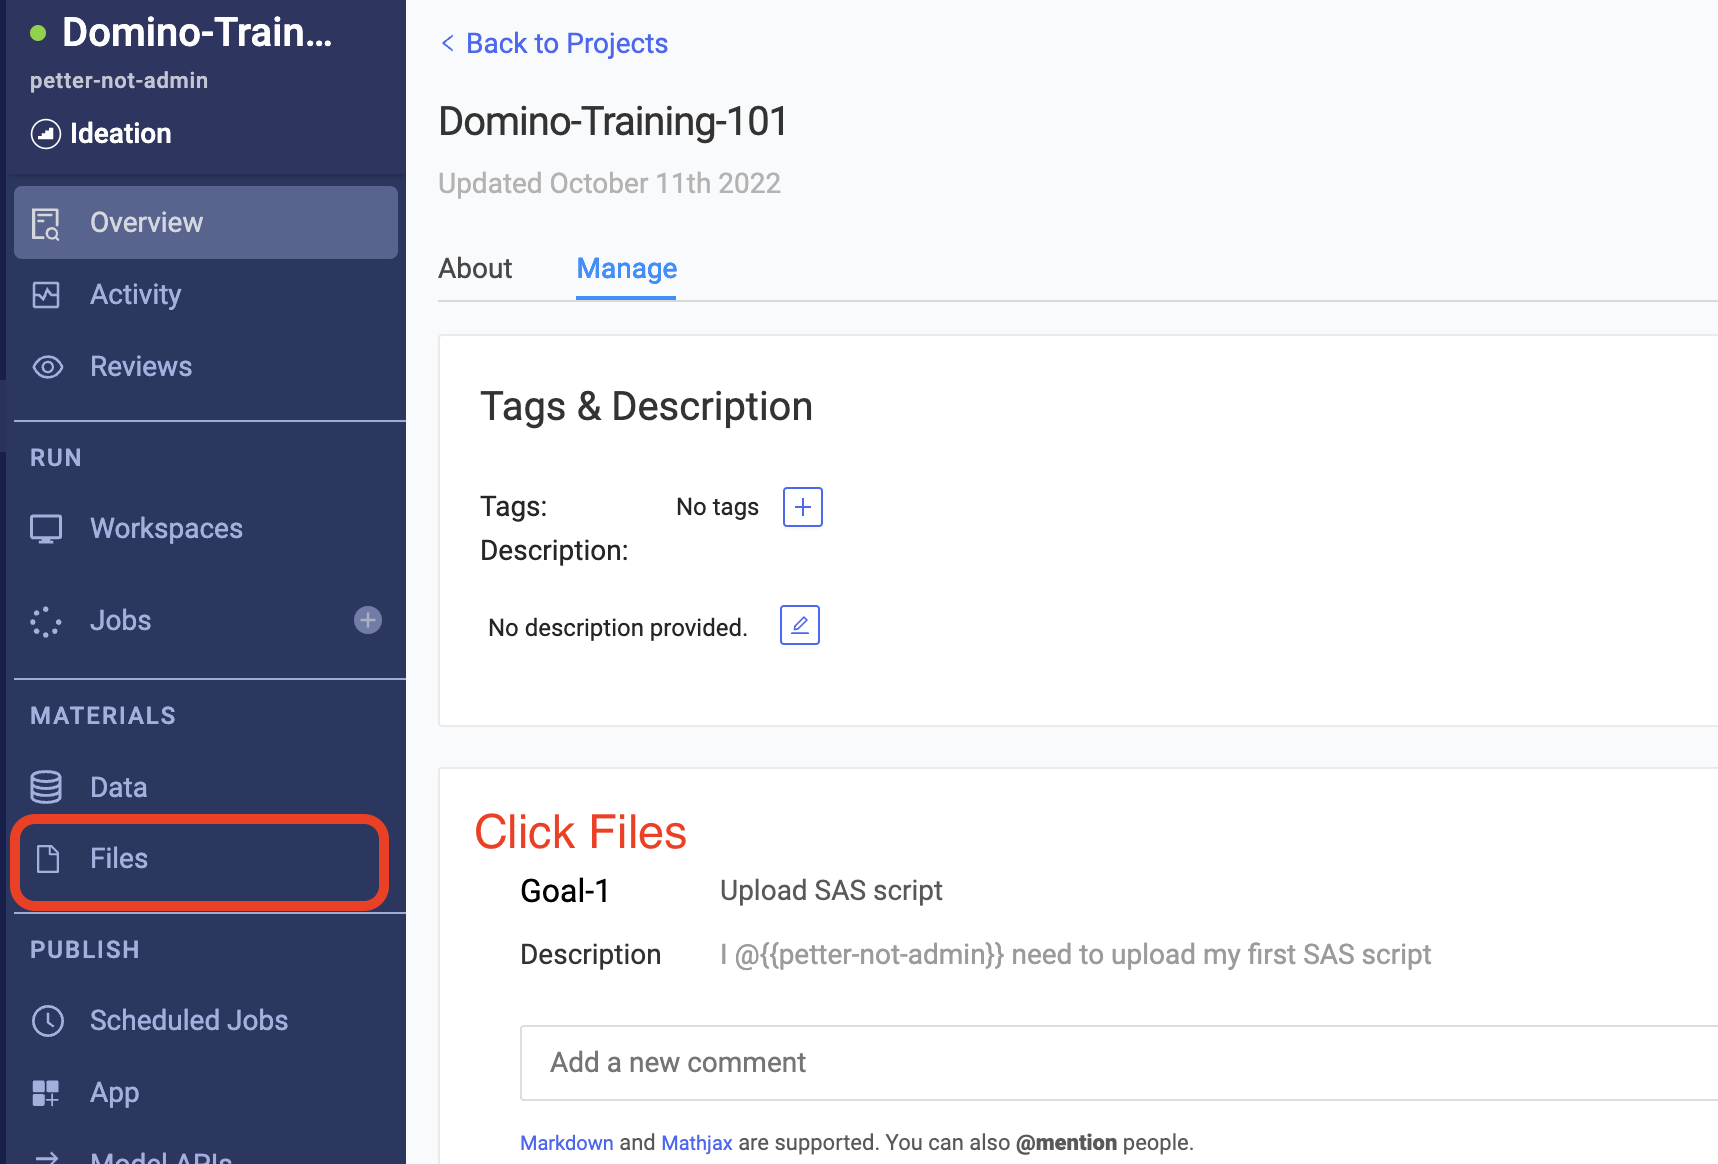 Domino-Train...
petter-not-admin
Ideation
Overview
Activity
Reviews
RUN
Workspaces
Jobs
MATERIALS
Data
Files
PUBLISH
Scheduled Jobs
App
Model APIs
< Back to Projects
Domino-Training-101
Updated October 11th 2022
About Manage
Tags & Description
Tags: No tags
Description:
No description provided.
Click Files
Goal-1 Upload SAS script
Description I @{{petter-not-admin}} need to upload my first SAS script
Add a new comment
Markdown and Mathjax are supported. You can also @mention people.